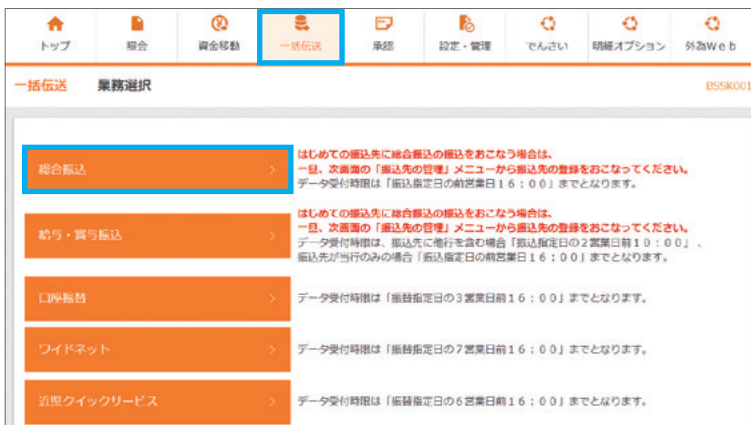 トップ
照会
資金移動
一括伝送
承認
設定・管理
でんさい
明細オプション
外為Web
一括伝送 業務選択
BSSK001
総合振込
はじめての振込先に総合振込の振込をおこなう場合は、
一旦、次画面の「振込先の管理」メニューから振込先の登録をおこなってください。
データ受付時限は「振込指定日の前営業日16:00」までとなります。
給与・賞与振込
はじめての振込先に総合振込の振込をおこなう場合は、
一旦、次画面の「振込先の管理」メニューから振込先の登録をおこなってください。
データ受付時限は、振込先に他行を含む場合「振込指定日の2営業日前10:00」、
振込先が当行のみの場合「振込指定日の前営業日16:00」までとなります。
口座振替
データ受付時限は「振替指定日の3営業日前16:00」までとなります。
ワイドネット
データ受付時限は「振替指定日の7営業日前16:00」までとなります。
近県クイックサービス
データ受付時限は「振替指定日の6営業日前16:00」までとなります。